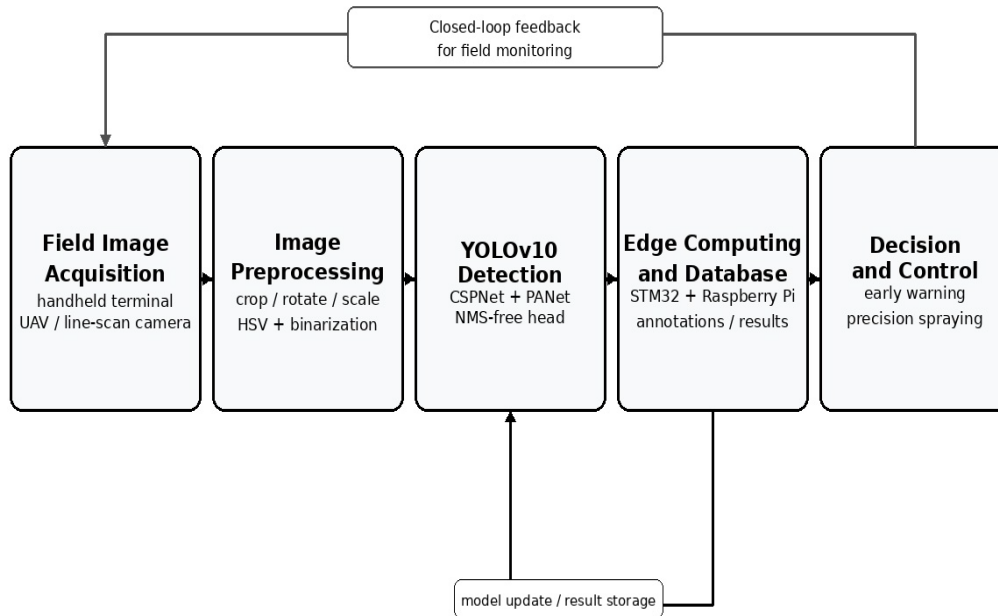 Closed-loop feedback
for field monitoring
Field Image
Acquisition
handheld terminal
UAV / line-scan camera
Image
Preprocessing
crop / rotate / scale
HSV + binarization
YOLOv10
Detection
CSPNet + PANet
NMS-free head
Edge Computing
and Database
STM32 + Raspberry Pi
annotations / results
Decision
and Control
early warning
precision spraying
model update / result storage